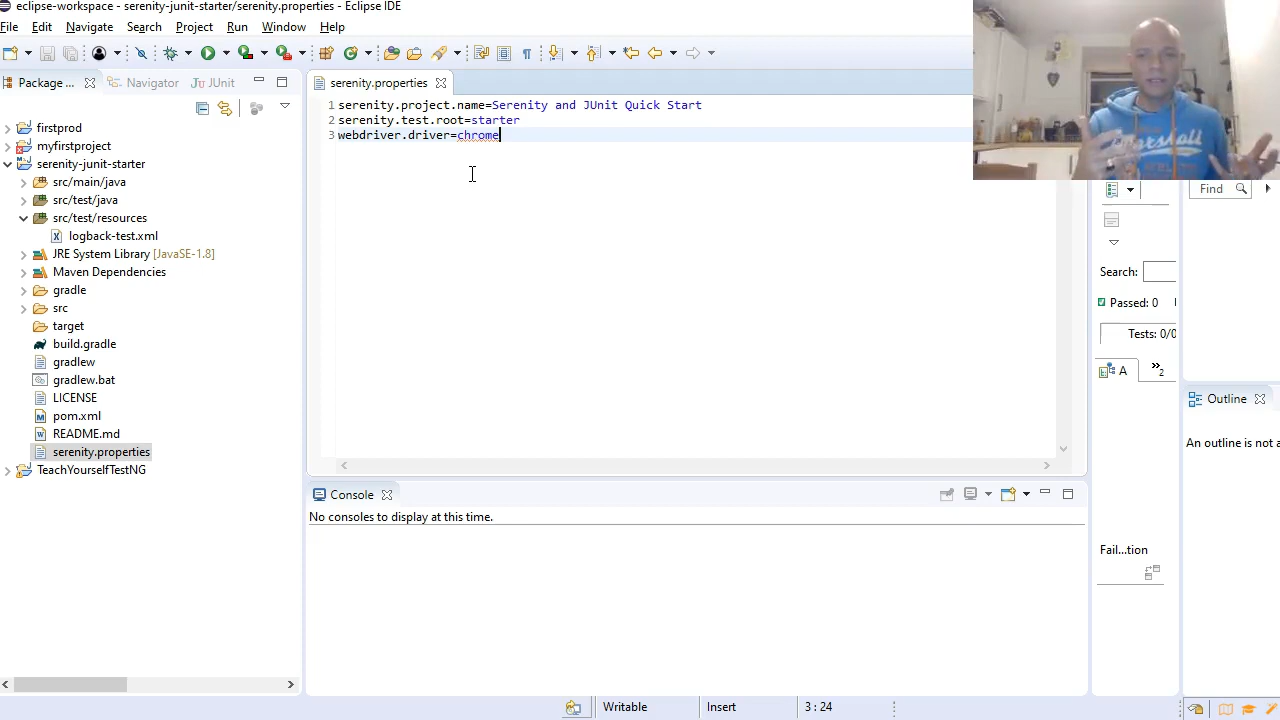 eclipse-workspace - serenity-junit-starter/serenity.properties - Eclipse IDE
File Edit Navigate Search Project Run Window Help
Package ...
Navigator
JUnit
firstprod
myfirstproject
serenity-junit-starter
src/main/java
src/test/java
src/test/resources
logback-test.xml
JRE System Library [JavaSE-1.8]
Maven Dependencies
gradle
src
target
build.gradle
gradlew
gradlew.bat
LICENSE
pom.xml
README.md
serenity.properties
TeachYourselfTestNG
serenity.properties
1 serenity.project.name=Serenity and JUnit Quick Start
2 serenity.test.root=starter
3 webdriver.driver=chrome
Console
No consoles to display at this time.
Search:
Passed: 0
Tests: 0/0
A
»2
Fail...tion
Find
Outline
An outline is not a
Writable
Insert
3 : 24